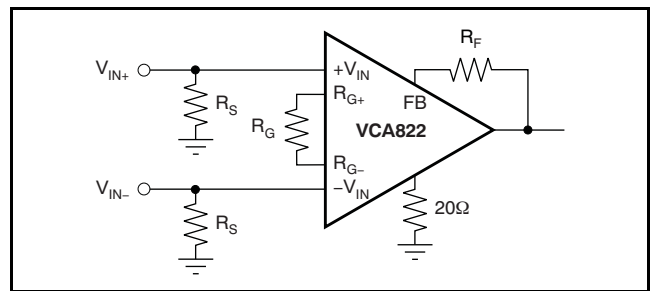 R_F
V_IN+
+V_IN
R_S
R_G+
FB
R_G
VCA822
R_G−
V_IN−
−V_IN
R_S
20Ω